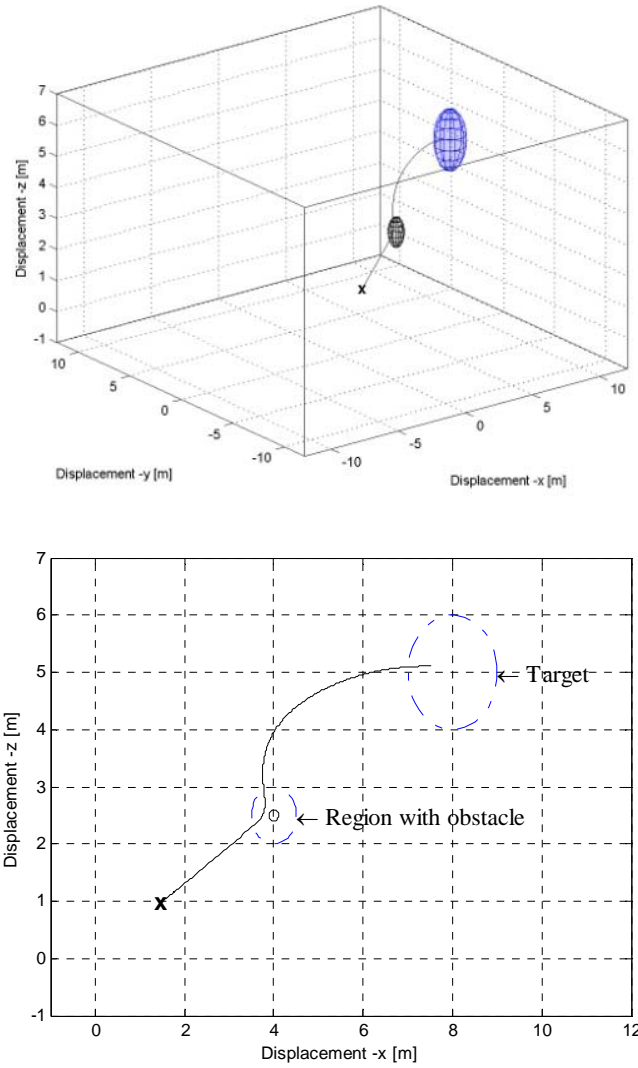 7
6
5
4
3
2
1
0
-1
Displacement -z [m]
10
5
0
-5
-10
Displacement -y [m]
-10
-5
0
5
10
Displacement -x [m]
x
7
6
5
4
3
2
1
0
-1
Displacement -z [m]
← Target
← Region with obstacle
x
0 2 4 6 8 10 12
Displacement -x [m]